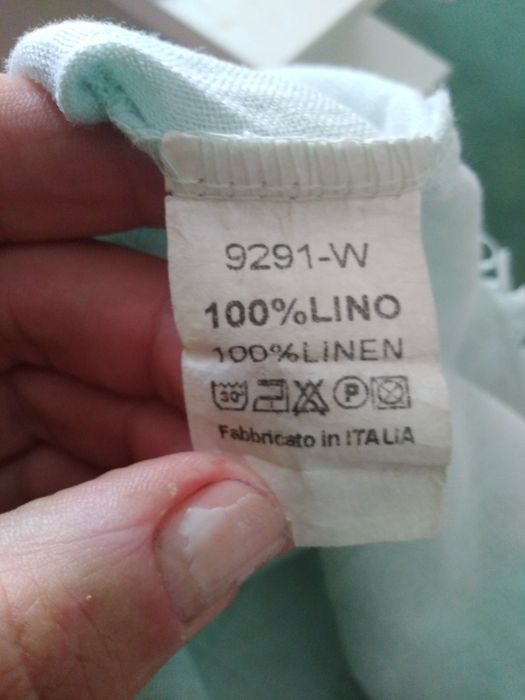 9291-W
100%LINO
100%LINEN
30° P
Fabbricato in ITALIA